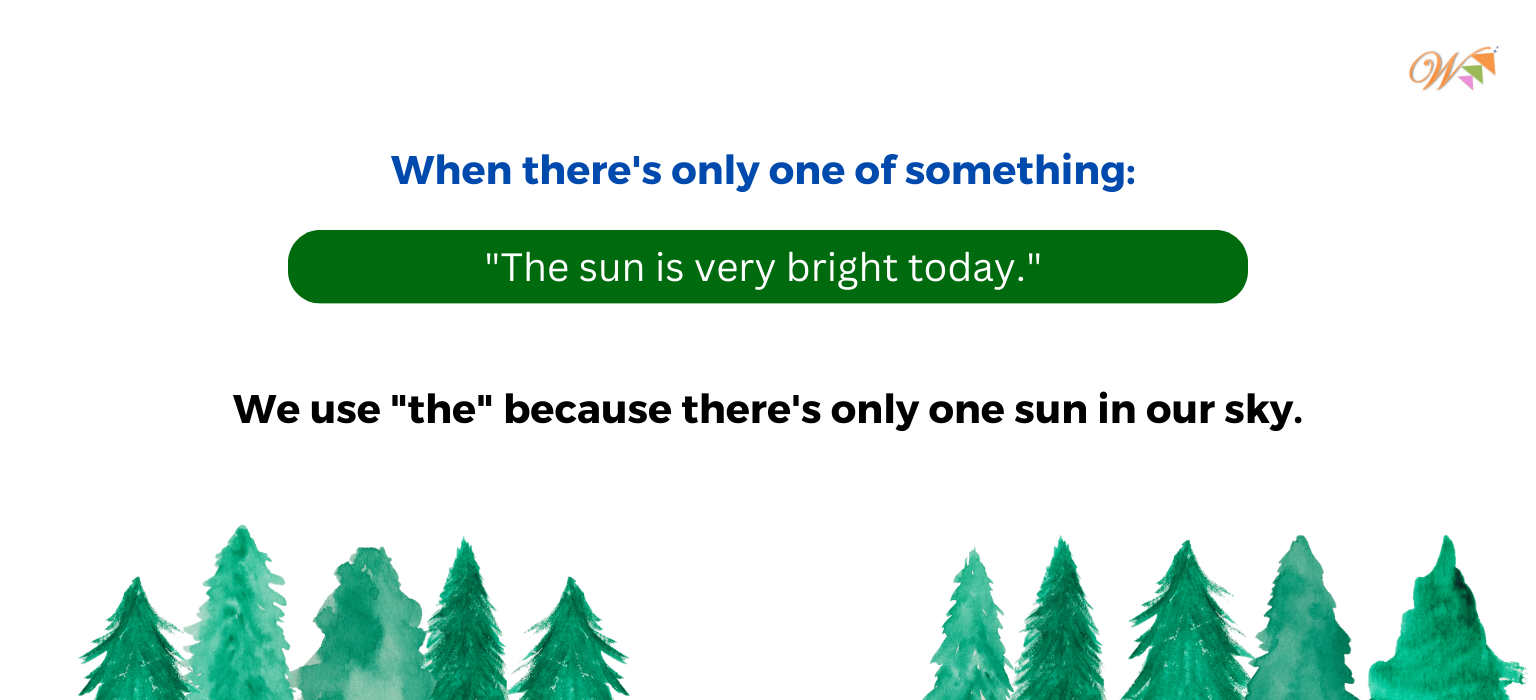 W
When there's only one of something:
"The sun is very bright today."
We use "the" because there's only one sun in our sky.